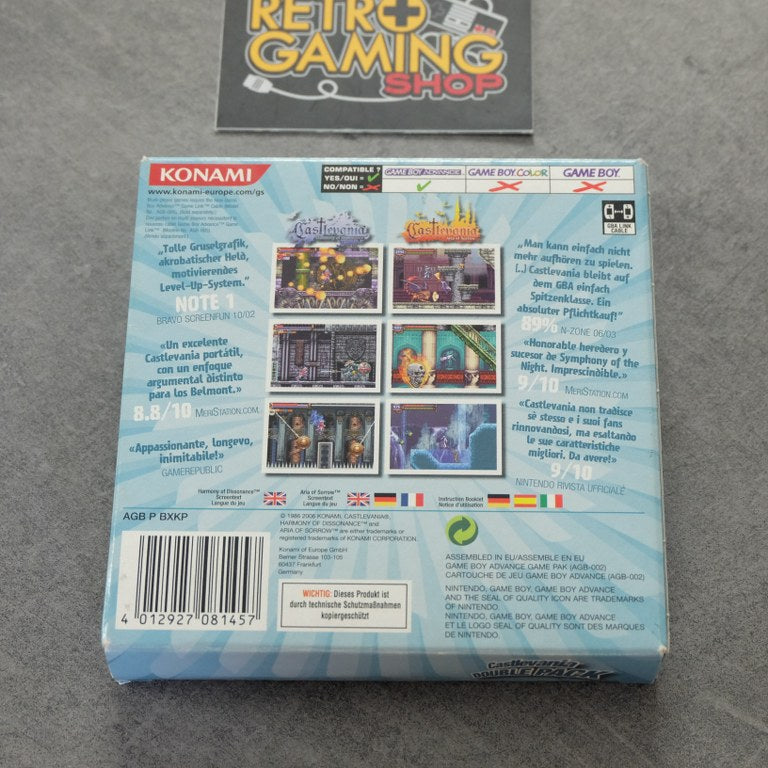 RETRO
GAMING
SHOP
KONAMI
www.konami-europe.com/gs
COMPATIBLE ?
YES/OUI =
NO/NON =
GAME BOY ADVANCE
GAME BOY COLOR
GAME BOY
GBA LINK
CABLE
Castlevania
Castlevania
„Tolle Gruselgrafik,
akrobatischer Held,
motivierendes
Level-Up-System."
NOTE 1
BRAVO SCREENFUN 10/02
«Un excelente
Castlevania portátil,
con un enfoque
argumental distinto
para los Belmont.»
8.8/10 MERISTATION.COM
«Appassionante, longevo,
inimitabile!»
GAMEREPUBLIC
„Man kann einfach nicht
mehr aufhören zu spielen.
(..) Castlevania bleibt auf
dem GBA einfach
Spitzenklasse. Ein
absoluter Pflichtkauf!"
89% N-ZONE 06/03
«Honorable heredero y
sucesor de Symphony of the
Night. Imprescindible.»
9/10 MERISTATION.COM
«Castlevania non tradisce
sè stesso e i suoi fans
rinnovandosi, ma esaltando
le sue caratteristiche
migliori. Da avere!»
9/10
NINTENDO RIVISTA UFFICIALE
Harmony of Dissonance™
Screentext
Langue du jeu
Aria of Sorrow™
Screentext
Langue du jeu
Instruction Booklet
Notice d'utilisation
AGB P BXKP
© 1986 2006 KONAMI, CASTLEVANIA®,
HARMONY OF DISSONANCE™ and
ARIA OF SORROW™ are either trademarks or
registered trademarks of KONAMI CORPORATION.
Konami of Europe GmbH
Berner Strasse 103-105
60437 Frankfurt
Germany
WICHTIG: Dieses Produkt ist
durch technische Schutzmaßnahmen
kopiergeschützt
4 012927 081457
ASSEMBLED IN EU/ASSEMBLE EN EU
GAME BOY ADVANCE GAME PAK (AGB-002)
CARTOUCHE DE JEU GAME BOY ADVANCE (AGB-002)
NINTENDO, GAME BOY, GAME BOY ADVANCE
AND THE SEAL OF QUALITY ICON ARE TRADEMARKS
OF NINTENDO.
NINTENDO, GAME BOY, GAME BOY ADVANCE
ET LE LOGO SEAL OF QUALITY SONT DES MARQUES
DE NINTENDO.
Castlevania
DOUBLE PACK